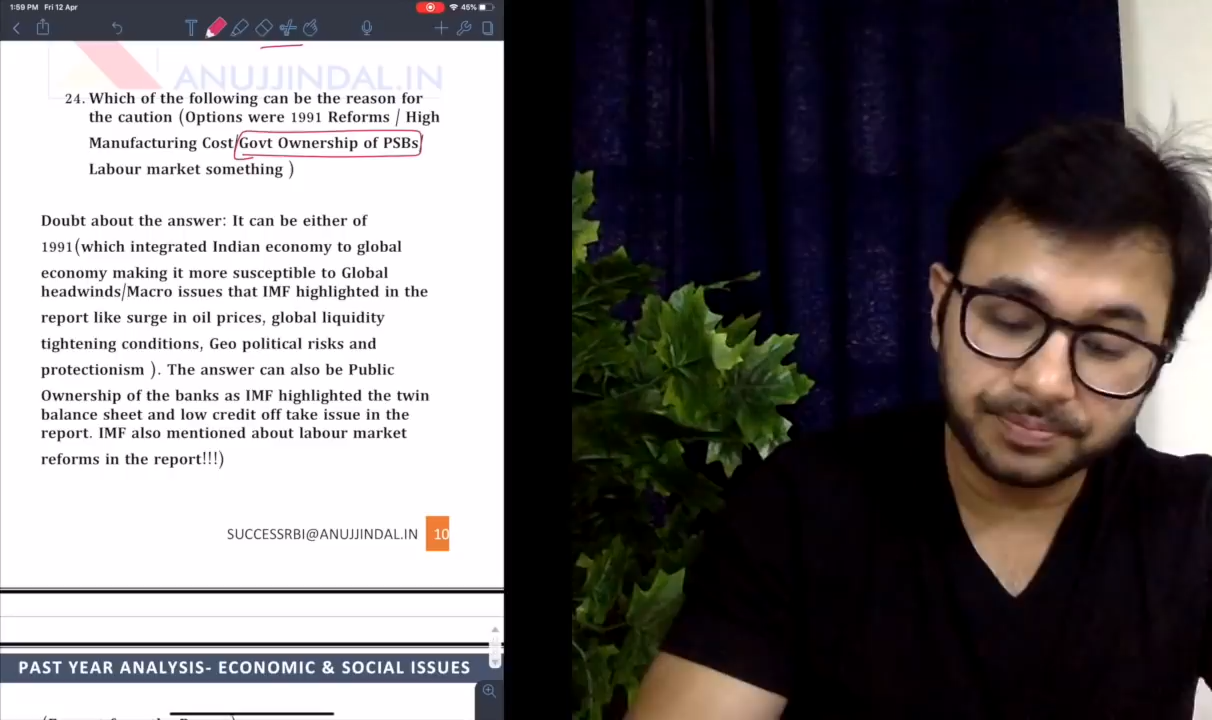 1:59 PM Fri 12 Apr
45%
T
ANUJJINDAL.IN
24. Which of the following can be the reason for
the caution (Options were 1991 Reforms / High
Manufacturing Cost/Govt Ownership of PSBs/
Labour market something )
Doubt about the answer: It can be either of
1991(which integrated Indian economy to global
economy making it more susceptible to Global
headwinds/Macro issues that IMF highlighted in the
report like surge in oil prices, global liquidity
tightening conditions, Geo political risks and
protectionism ). The answer can also be Public
Ownership of the banks as IMF highlighted the twin
balance sheet and low credit off take issue in the
report. IMF also mentioned about labour market
reforms in the report!!!)
SUCCESSRBI@ANUJJINDAL.IN 10
PAST YEAR ANALYSIS- ECONOMIC & SOCIAL ISSUES